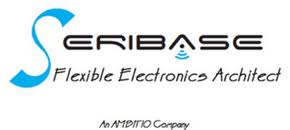 SERIBASE
Flexible Electronics Architect
An AMBITIO Company